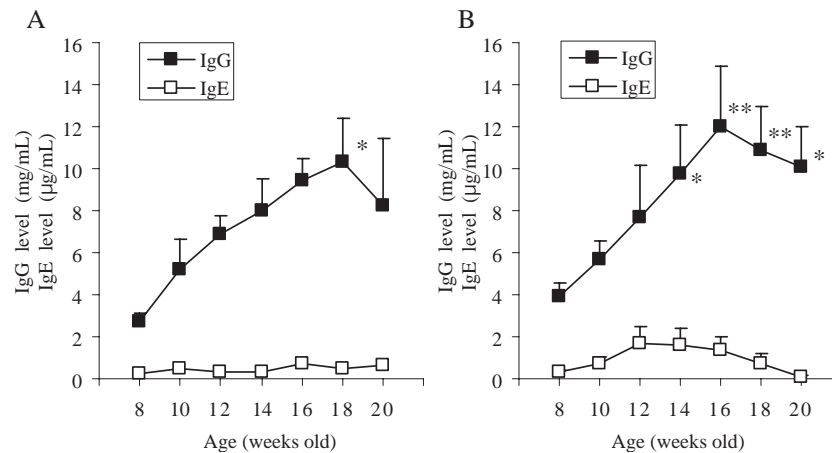 A
IgG
IgE
IgG level (mg/mL)
IgE level (μg/mL)
16
14
12
10
8
6
4
2
0
*
8 10 12 14 16 18 20
Age (weeks old)
B
IgG
IgE
IgG level (mg/mL)
IgE level (μg/mL)
16
14
12
10
8
6
4
2
0
*
**
**
*
8 10 12 14 16 18 20
Age (weeks old)